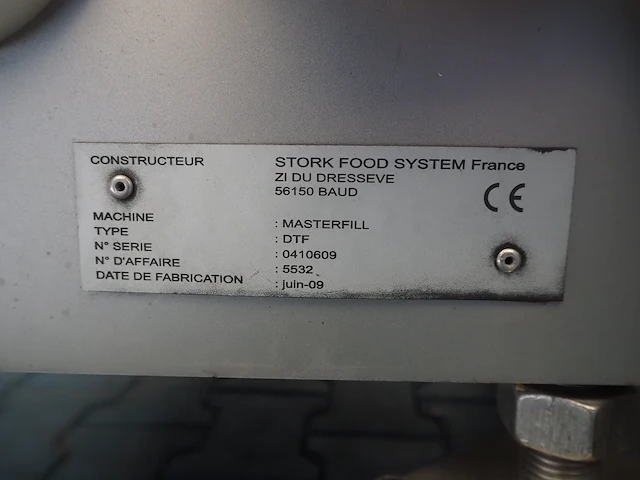 CONSTRUCTEUR STORK FOOD SYSTEM France
ZI DU DRESSEVE
56150 BAUD
CE
MACHINE : MASTERFILL
TYPE : DTF
N° SERIE : 0410609
N° D'AFFAIRE : 5532
DATE DE FABRICATION : juin-09